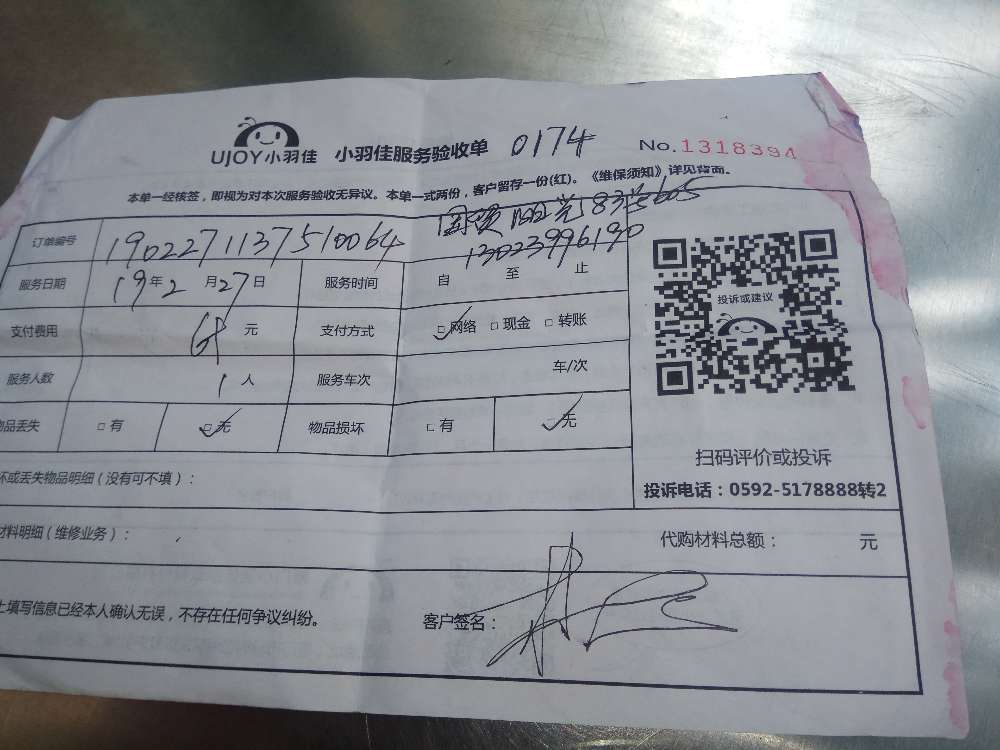 UJOY小羽佳 小羽佳服务验收单 0174 No.1318394
本单一经核签，即视为对本次服务验收无异议。本单一式两份，客户留存一份(红)。《维保须知》详见背面。
订单编号 1902271137510064
13023996190
服务日期 19年2月27日 服务时间 自 至 止
支付费用 68元 支付方式 □网络 □现金 □转账
服务人数 1人 服务车次 车/次
品丢失 □有 □无 物品损坏 □有 □无
投诉或建议
扫码评价或投诉
投诉电话：0592-5178888转2
坏或丢失物品明细（没有可不填）：
材料明细（维修业务）： 代购材料总额： 元
上填写信息已经本人确认无误，不存在任何争议纠纷。 客户签名：